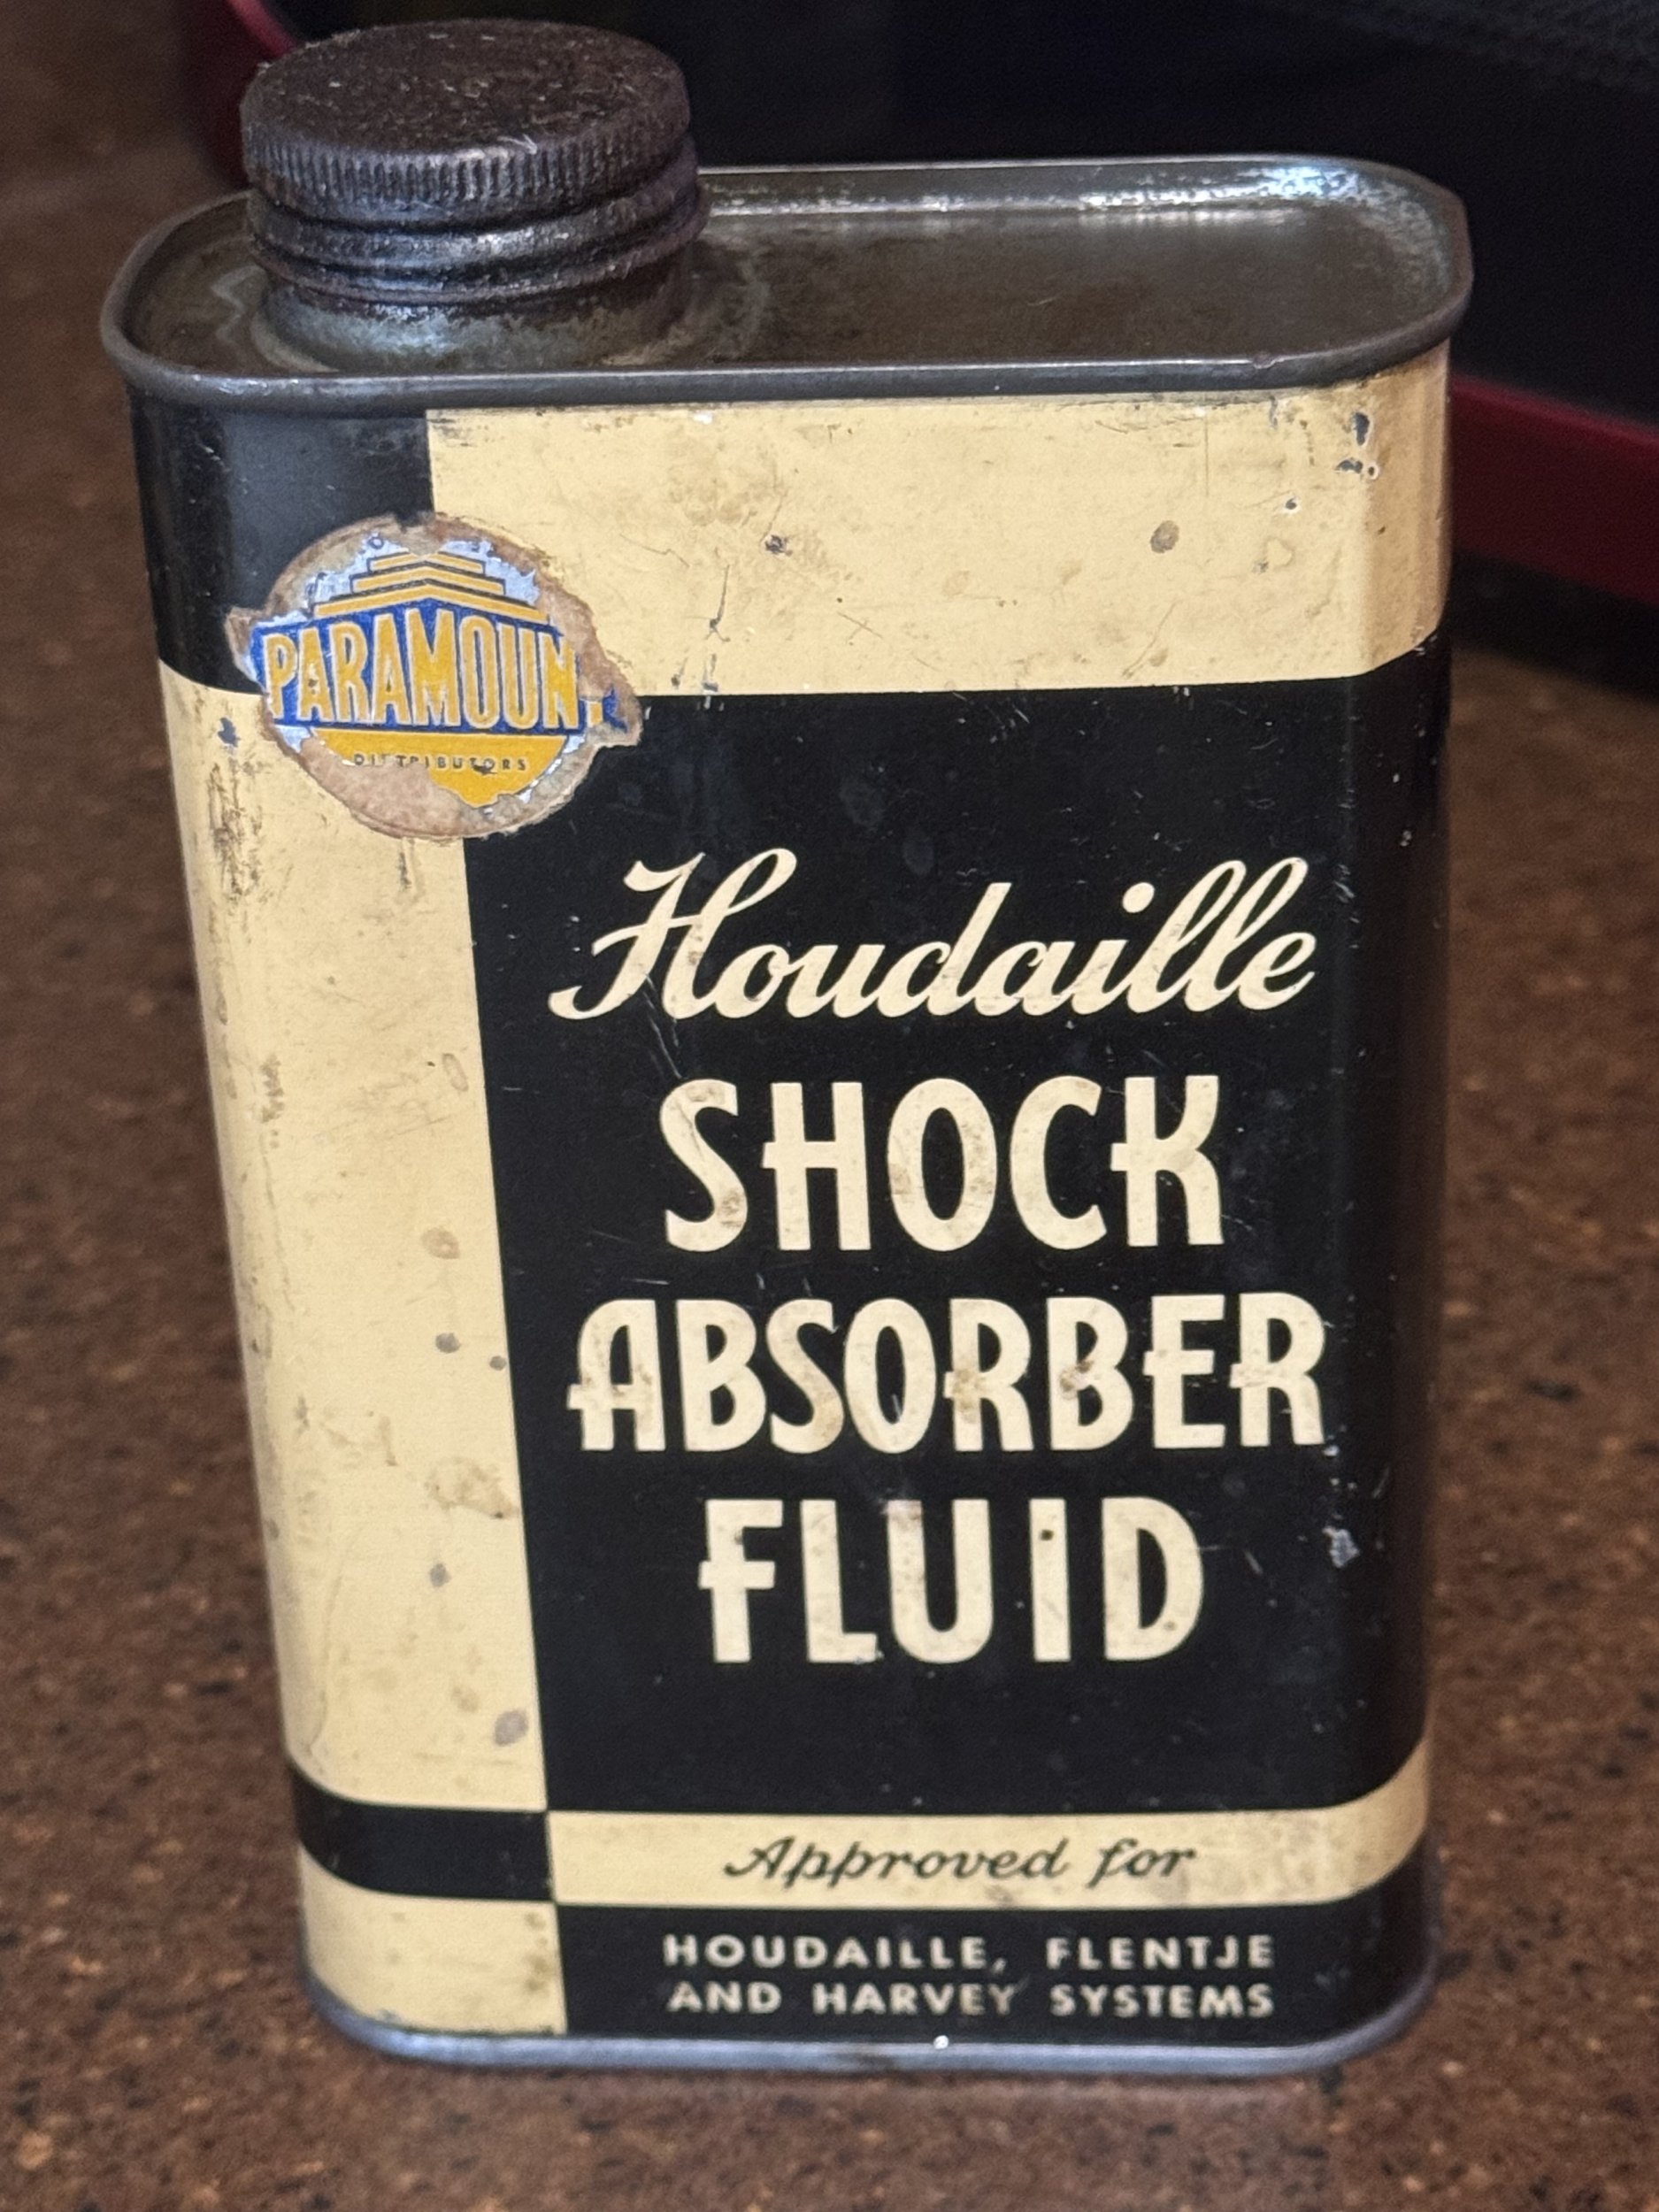 PARAMOUNT
DISTRIBUTORS
Houdaille
SHOCK
ABSORBER
FLUID
Approved for
HOUDAILLE, FLENTJE
AND HARVEY SYSTEMS